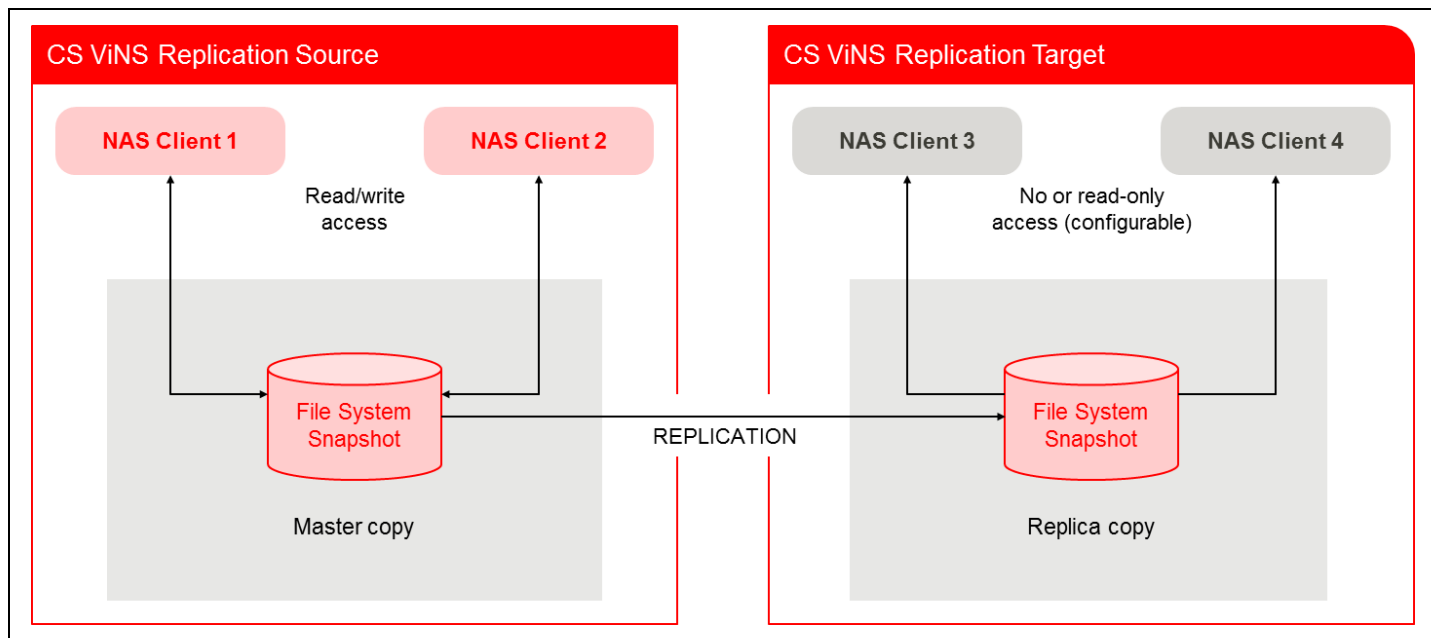 CS ViNS Replication Source
NAS Client 1
NAS Client 2
Read/write
access
File System
Snapshot
Master copy
REPLICATION
CS ViNS Replication Target
NAS Client 3
NAS Client 4
No or read-only
access (configurable)
File System
Snapshot
Replica copy